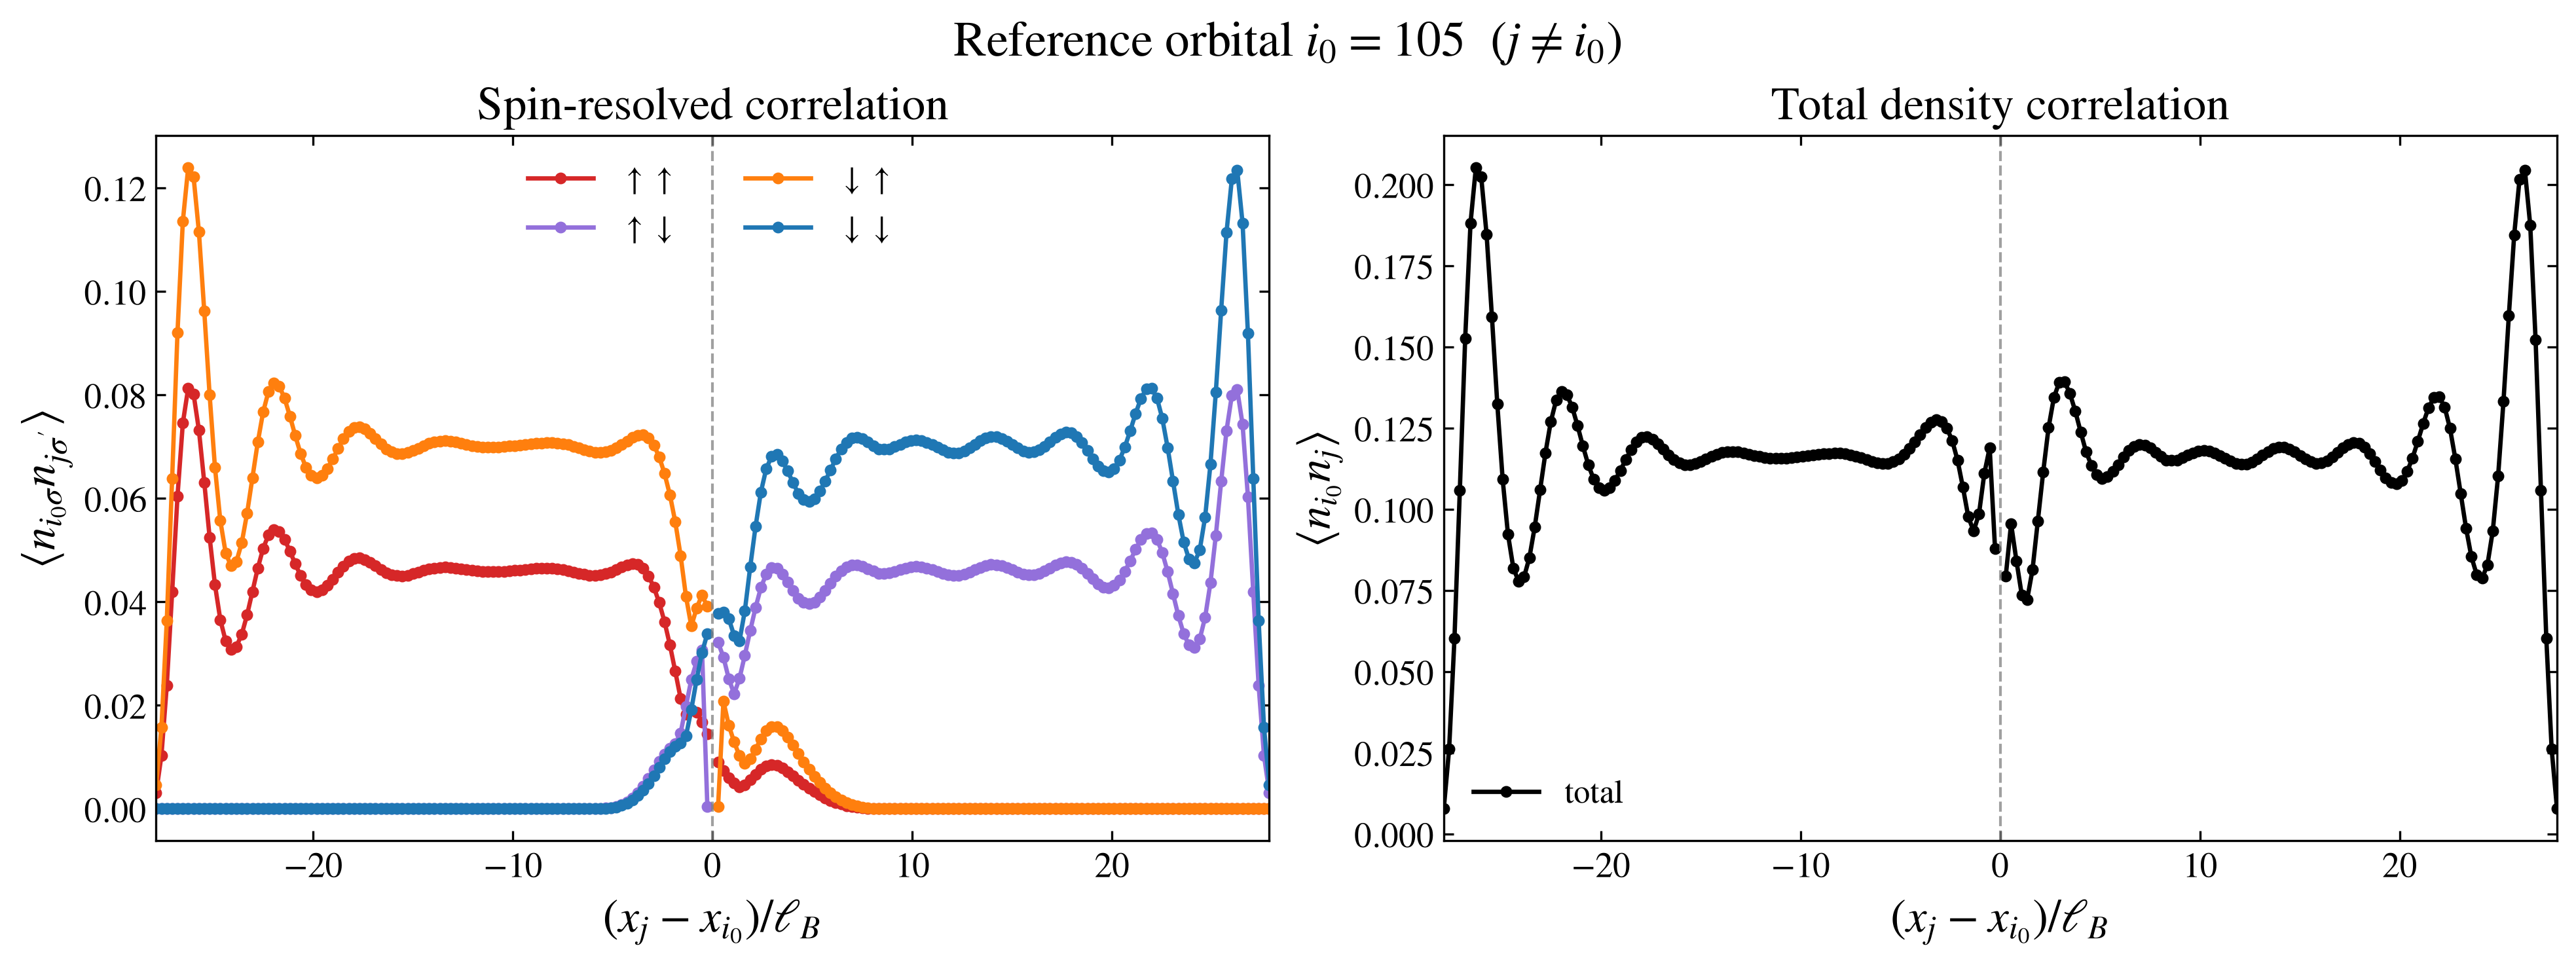 Reference orbital i₀ = 105 (j ≠ i₀)
Spin-resolved correlation
↑ ↑
↑ ↓
↓ ↑
↓ ↓
⟨n_{i₀σ} n_{jσ′}⟩
0.12
0.10
0.08
0.06
0.04
0.02
0.00
−20 −10 0 10 20
(x_j − x_{i₀})/ℓ_B
Total density correlation
⟨n_{i₀} n_j⟩
0.200
0.175
0.150
0.125
0.100
0.075
0.050
0.025
0.000
total
−20 −10 0 10 20
(x_j − x_{i₀})/ℓ_B